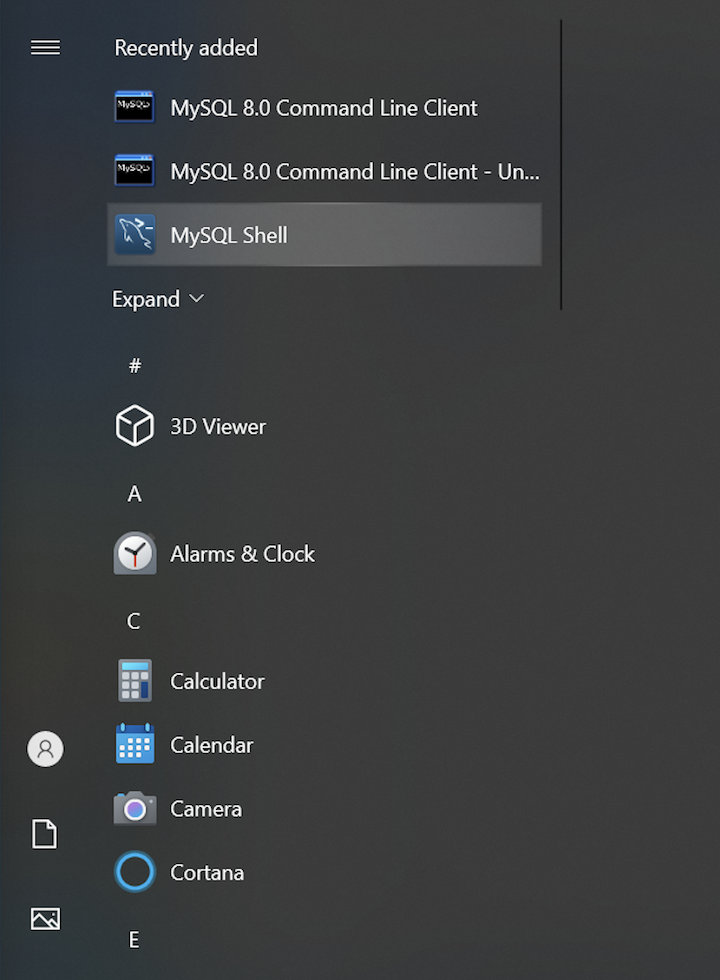 Recently added
MySQL 8.0 Command Line Client
MySQL 8.0 Command Line Client - Un...
MySQL Shell
Expand
#
3D Viewer
A
Alarms & Clock
C
Calculator
Calendar
Camera
Cortana
E